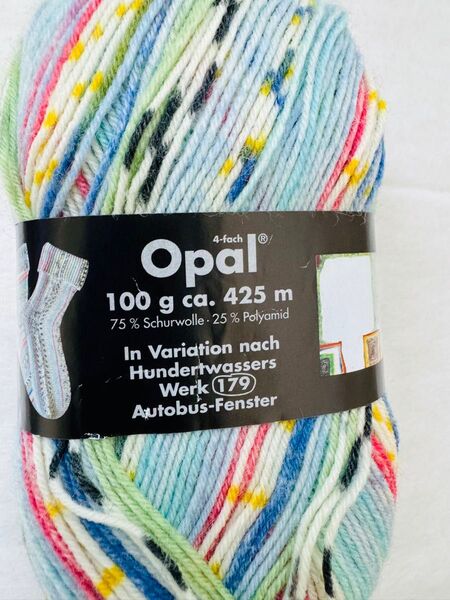 4-fach
Opal®
100 g ca. 425 m
75 % Schurwolle · 25 % Polyamid
In Variation nach
Hundertwassers
Werk 179
Autobus-Fenster